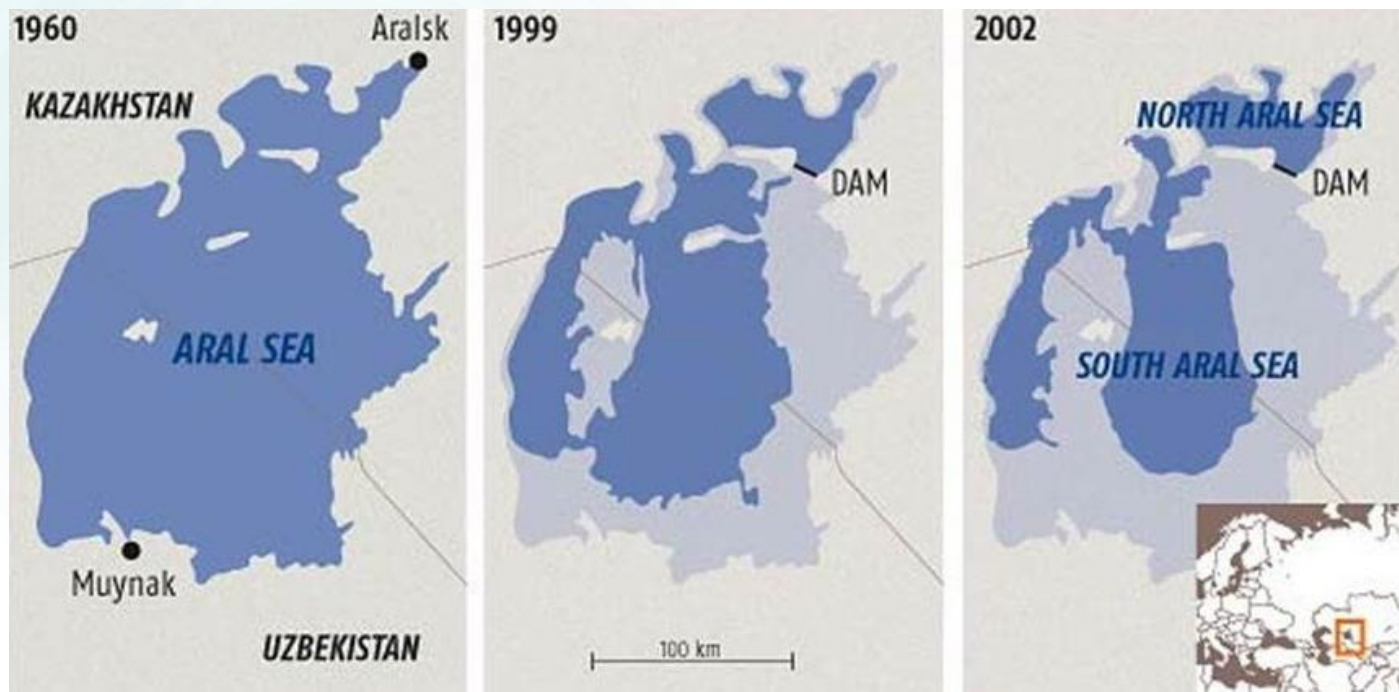 1960
Aralsk
KAZAKHSTAN
ARAL SEA
Muynak
UZBEKISTAN
1999
DAM
100 km
2002
NORTH ARAL SEA
DAM
SOUTH ARAL SEA